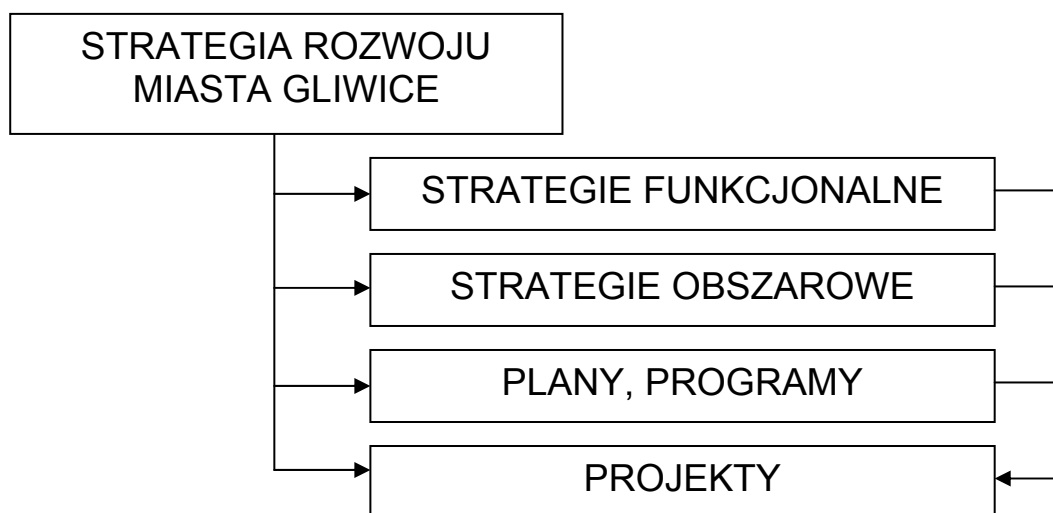 STRATEGIA ROZWOJU
MIASTA GLIWICE
STRATEGIE FUNKCJONALNE
STRATEGIE OBSZAROWE
PLANY, PROGRAMY
PROJEKTY